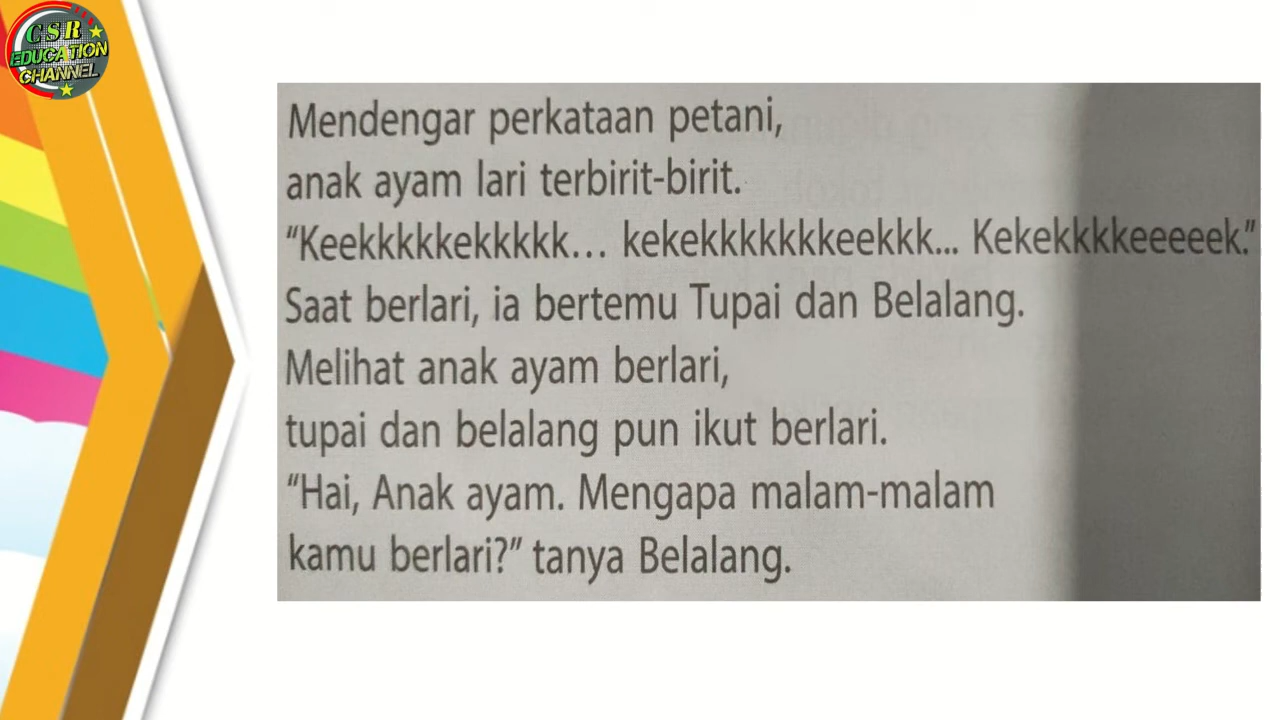 CSR
EDUCATION
CHANNEL
Mendengar perkataan petani,
anak ayam lari terbirit-birit.
“Keekkkkkekkkkk... kekekkkkkkkeekkk... Kekekkkkeeeeek.”
Saat berlari, ia bertemu Tupai dan Belalang.
Melihat anak ayam berlari,
tupai dan belalang pun ikut berlari.
“Hai, Anak ayam. Mengapa malam-malam
kamu berlari?” tanya Belalang.